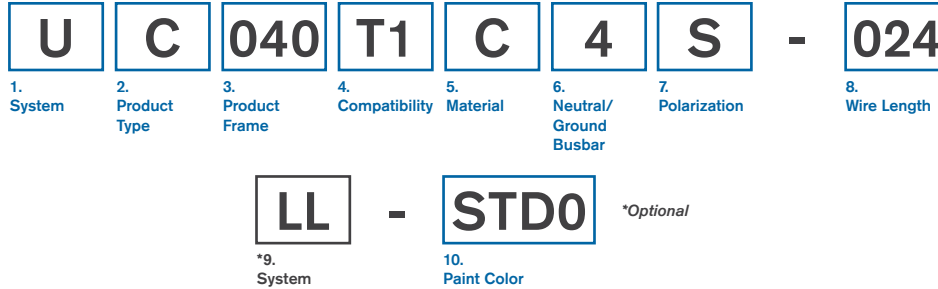 U C 040 T1 C 4 S - 024
1. 2. 3. 4. 5. 6. 7. 8.
System Product Product Compatibility Material Neutral/ Polarization Wire Length
Type Frame Ground
Busbar
LL - STD0 *Optional
*9. 10.
System Paint Color